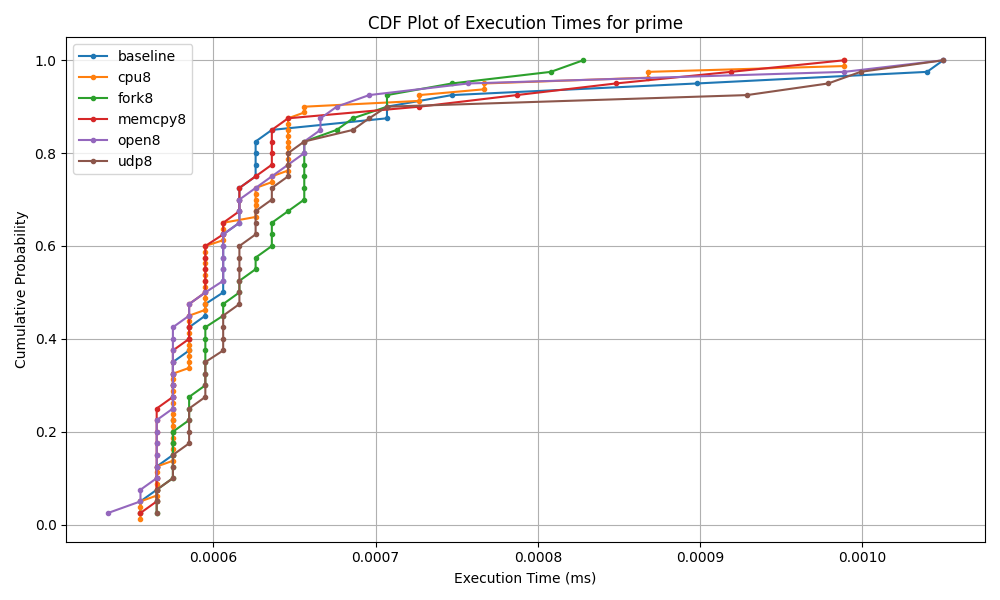 CDF Plot of Execution Times for prime
baseline
cpu8
fork8
memcpy8
open8
udp8
Cumulative Probability
1.0
0.8
0.6
0.4
0.2
0.0
0.0006 0.0007 0.0008 0.0009 0.0010
Execution Time (ms)